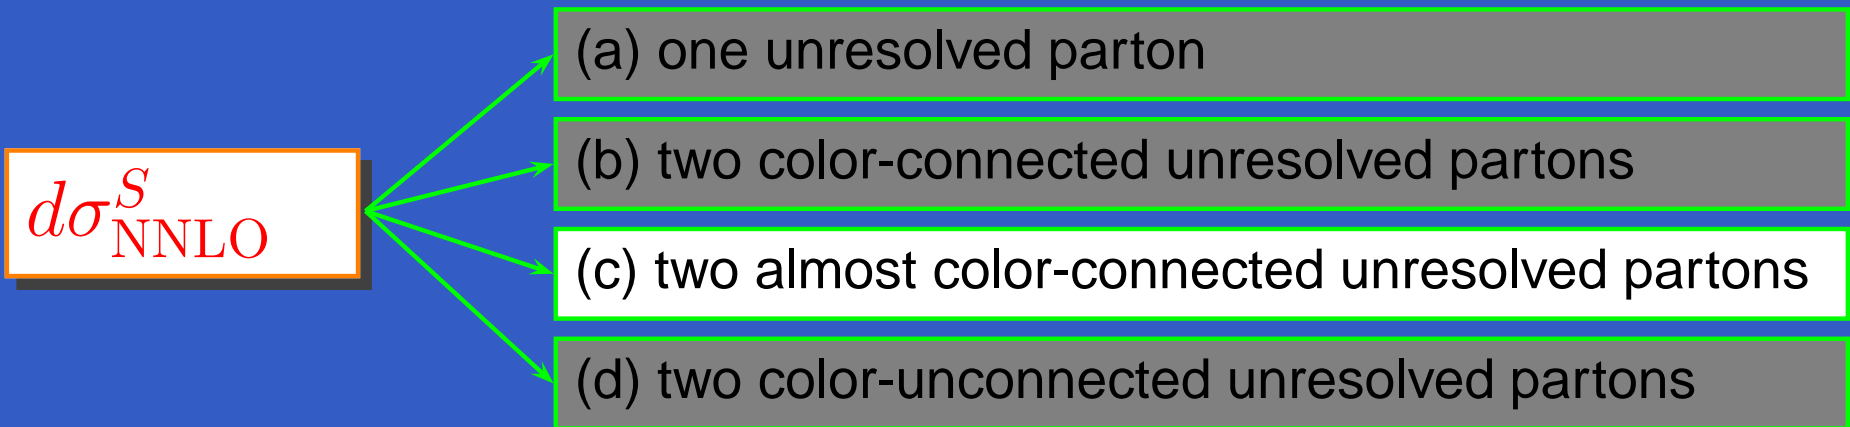 (a) one unresolved parton
(b) two color-connected unresolved partons
dσ^S_NNLO
(c) two almost color-connected unresolved partons
(d) two color-unconnected unresolved partons